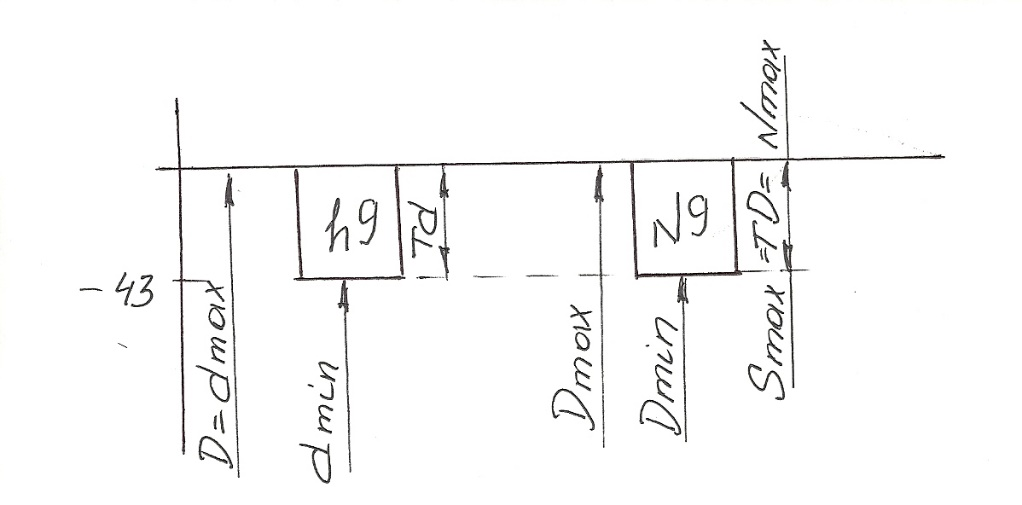 -43
D=dmax
dmin
h9
Td
Dmax
N9
Dmin
Smax =TD= Nmax